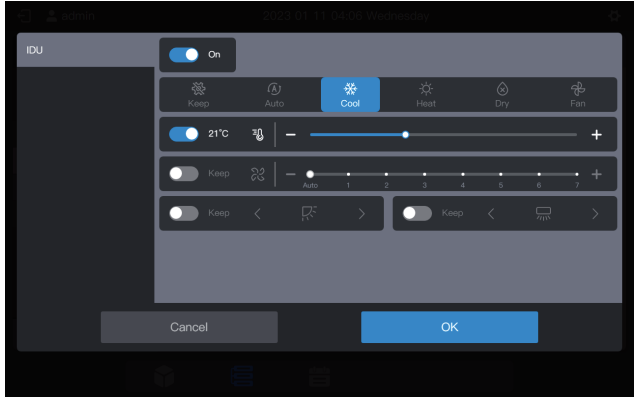 admin
2023 01 11 04:06 Wednesday
IDU
On
Keep
Auto
Cool
Heat
Dry
Fan
21°C
Keep
Auto 1 2 3 4 5 6 7
Keep
Keep
Cancel
OK